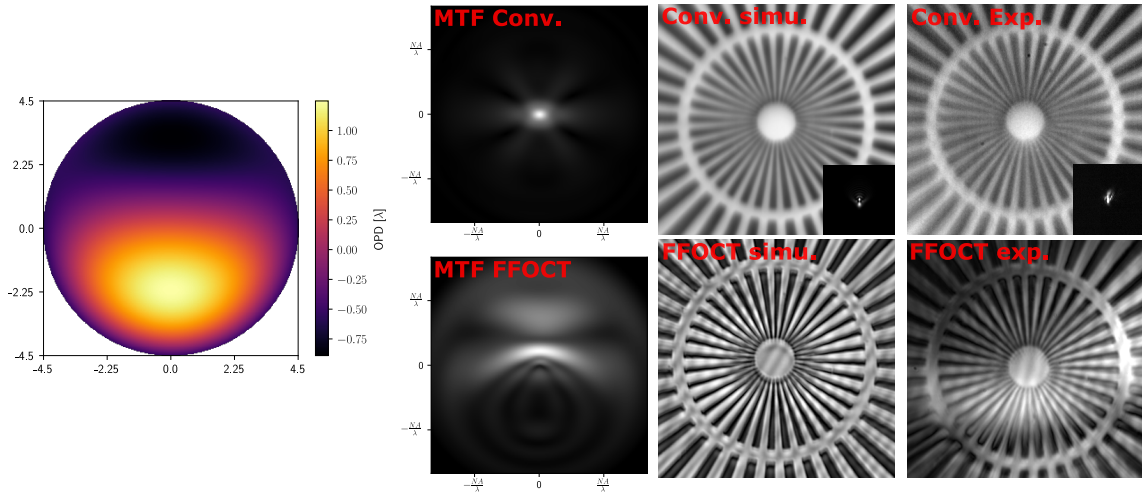 MTF Conv.
Conv. simu.
Conv. Exp.
NA/λ
0
−NA/λ
−NA/λ 0 NA/λ
4.5
2.25
0.0
−2.25
−4.5
−4.5 −2.25 0.0 2.25 4.5
1.00
0.75
0.50
0.25
0.00
−0.25
−0.50
−0.75
OPD [λ]
MTF FFOCT
FFOCT simu.
FFOCT exp.
NA/λ
0
−NA/λ
−NA/λ 0 NA/λ